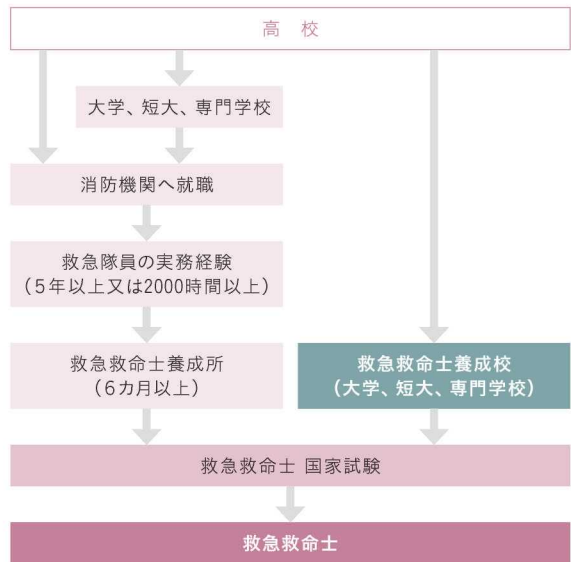 高 校
大学、短大、専門学校
消防機関へ就職
救急隊員の実務経験
（5年以上又は2000時間以上）
救急救命士養成所
（6カ月以上）
救急救命士養成校
（大学、短大、専門学校）
救急救命士 国家試験
救急救命士